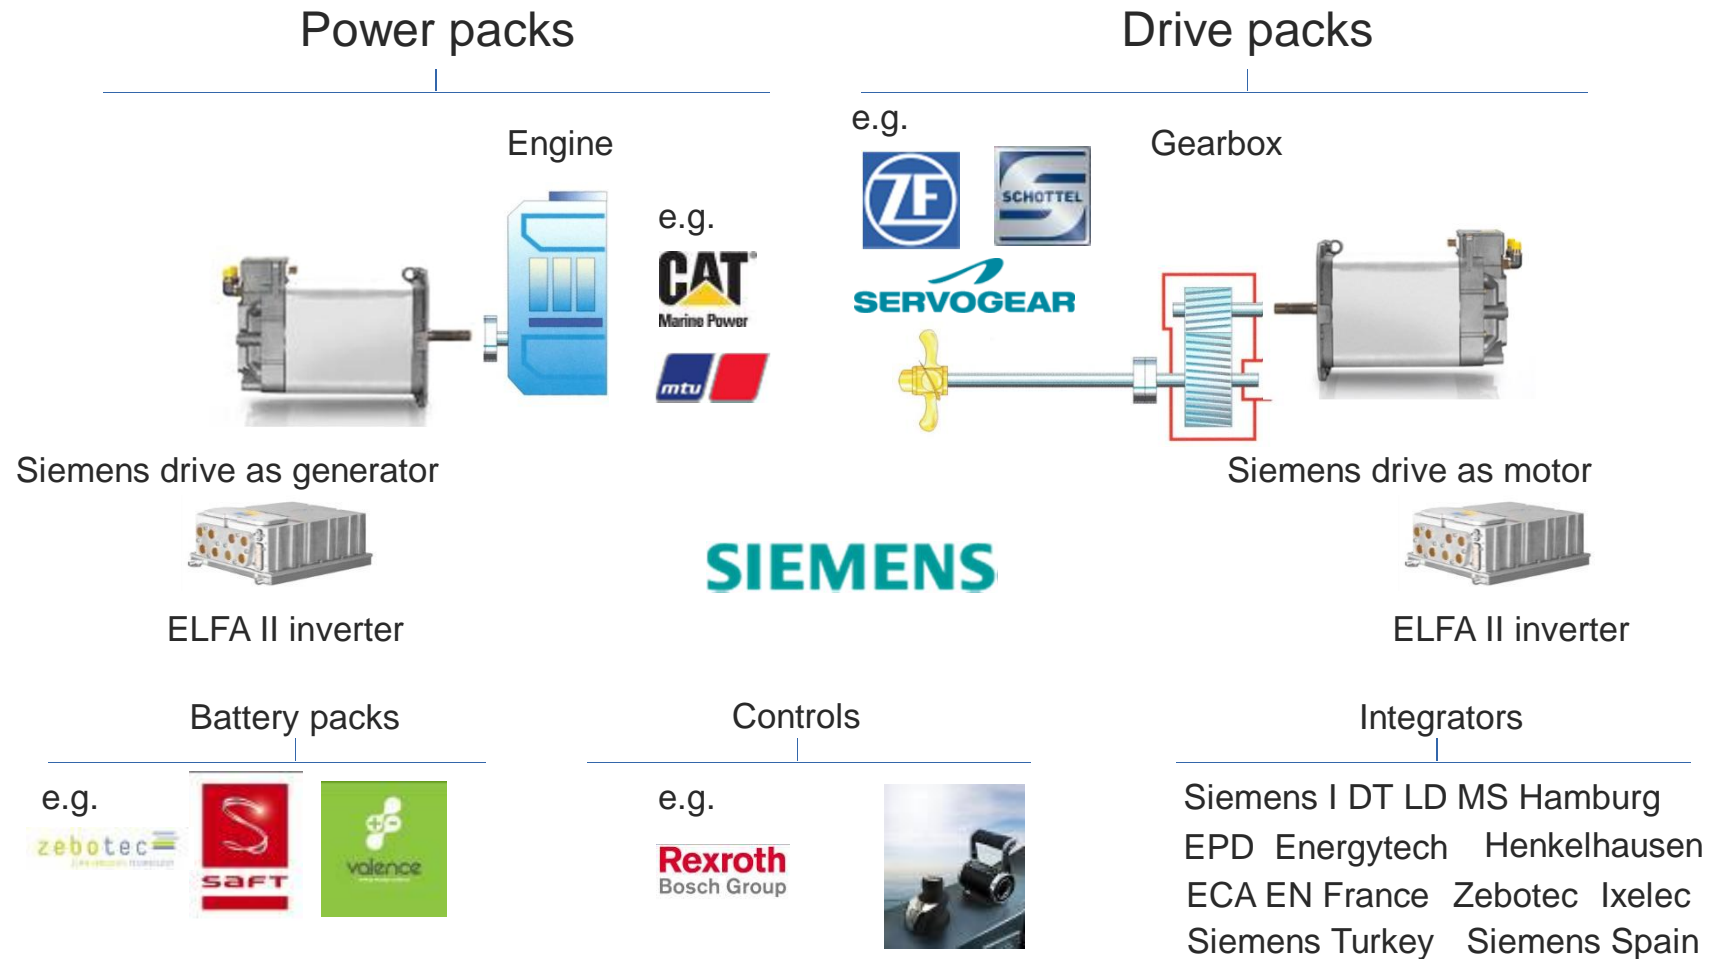 Power packs
Drive packs
Engine
e.g.
CAT®
Marine Power
mtu
e.g.
ZF
SCHOTTEL
SERVOGEAR
Gearbox
Siemens drive as generator
Siemens drive as motor
SIEMENS
ELFA II inverter
ELFA II inverter
Battery packs
e.g.
zebotec
SAFT
valence
Controls
e.g.
Rexroth
Bosch Group
Integrators
Siemens I DT LD MS Hamburg
EPD Energytech Henkelhausen
ECA EN France Zebotec Ixelec
Siemens Turkey Siemens Spain